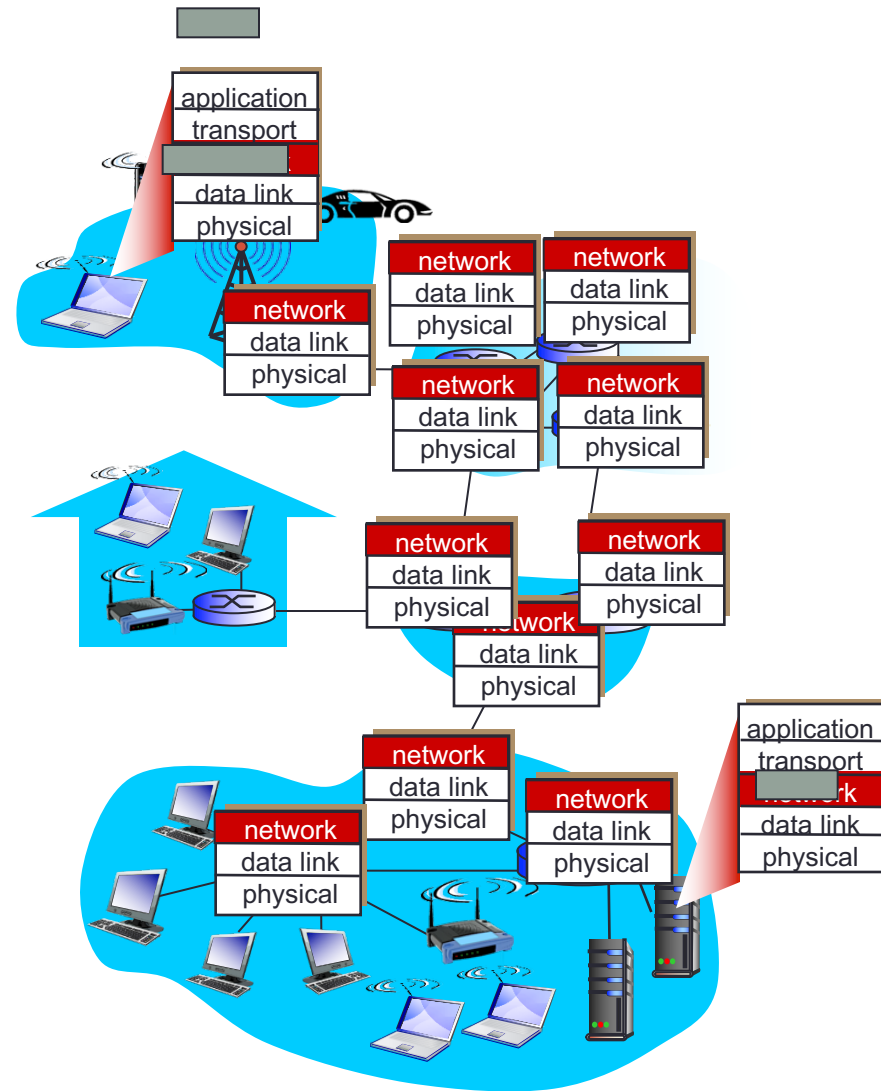 application
transport
data link
physical
network
data link
physical
network
data link
physical
network
data link
physical
network
data link
physical
network
data link
physical
network
data link
physical
network
data link
physical
network
data link
physical
application
transport
network
data link
physical
network
data link
physical
network
data link
physical
network
data link
physical